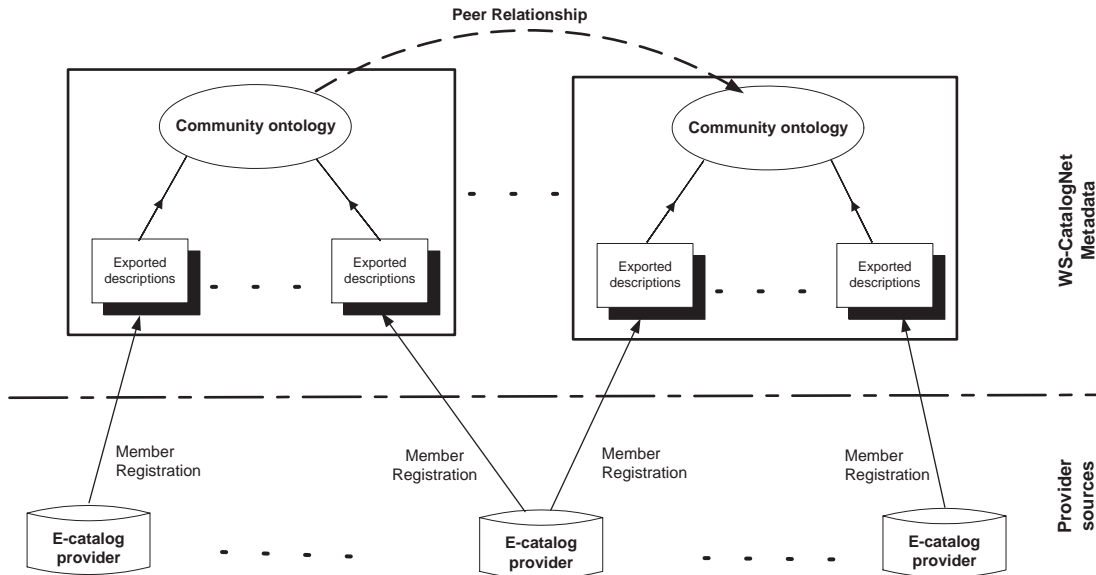 Peer Relationship
Community ontology
Community ontology
Exported
descriptions
Exported
descriptions
Exported
descriptions
Exported
descriptions
WS-CatalogNet
Metadata
Member
Registration
Member
Registration
Member
Registration
Member
Registration
E-catalog
provider
E-catalog
provider
E-catalog
provider
Provider
sources